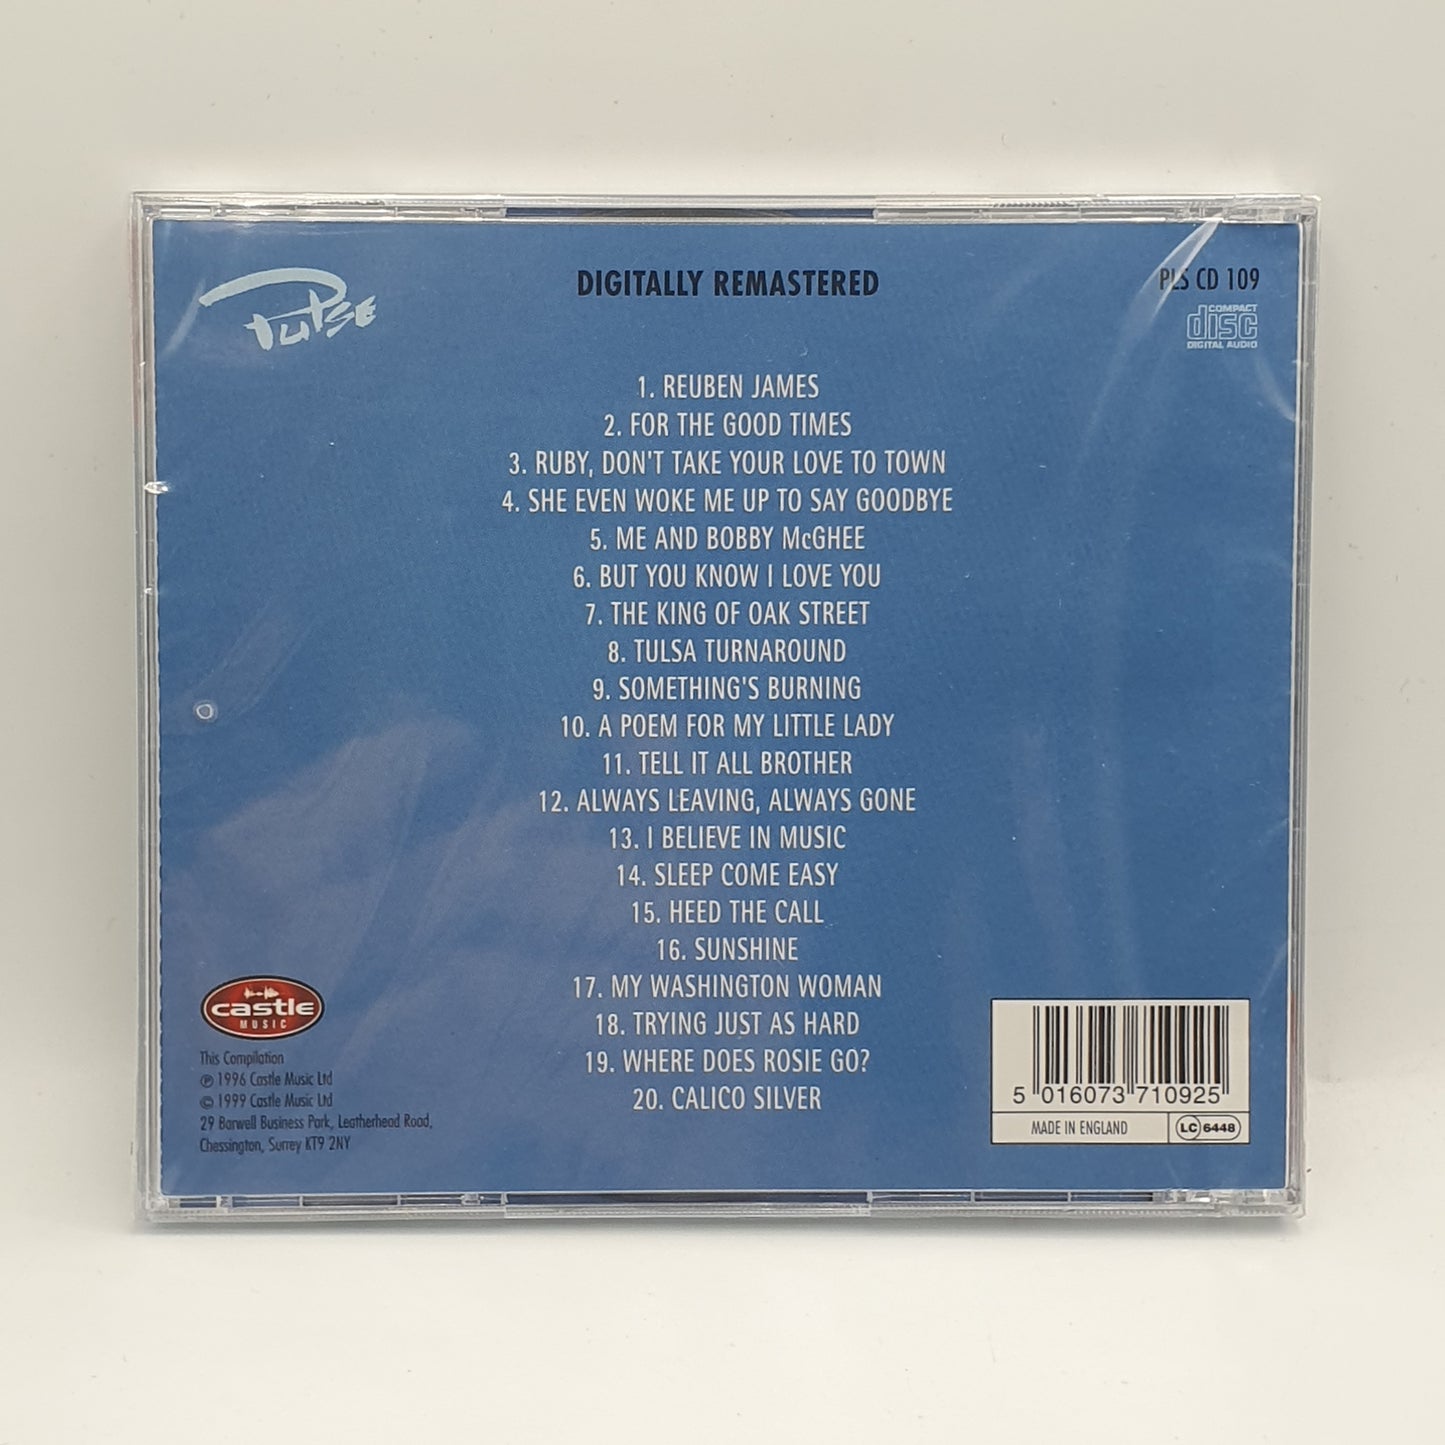 Pulse
DIGITALLY REMASTERED
PLS CD 109
COMPACT
disc
DIGITAL AUDIO
1. REUBEN JAMES
2. FOR THE GOOD TIMES
3. RUBY, DON'T TAKE YOUR LOVE TO TOWN
4. SHE EVEN WOKE ME UP TO SAY GOODBYE
5. ME AND BOBBY McGHEE
6. BUT YOU KNOW I LOVE YOU
7. THE KING OF OAK STREET
8. TULSA TURNAROUND
9. SOMETHING'S BURNING
10. A POEM FOR MY LITTLE LADY
11. TELL IT ALL BROTHER
12. ALWAYS LEAVING, ALWAYS GONE
13. I BELIEVE IN MUSIC
14. SLEEP COME EASY
15. HEED THE CALL
16. SUNSHINE
17. MY WASHINGTON WOMAN
18. TRYING JUST AS HARD
19. WHERE DOES ROSIE GO?
20. CALICO SILVER
castle
MUSIC
This Compilation
℗ 1996 Castle Music Ltd
© 1999 Castle Music Ltd
29 Barwell Business Park, Leatherhead Road,
Chessington, Surrey KT9 2NY
5 016073 710925
MADE IN ENGLAND
LC 6448